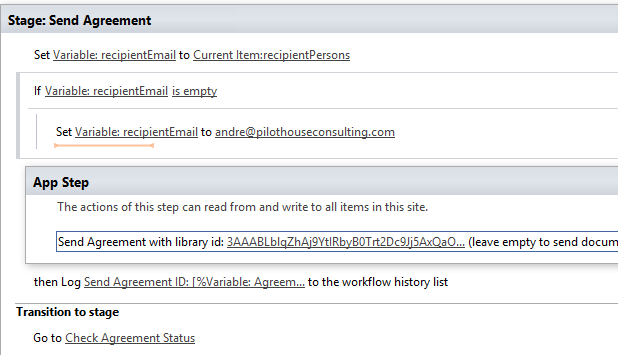 Stage: Send Agreement
Set Variable: recipientEmail to Current Item:recipientPersons
If Variable: recipientEmail is empty
Set Variable: recipientEmail to andre@pilothouseconsulting.com
App Step
The actions of this step can read from and write to all items in this site.
Send Agreement with library id: 3AAABLbIqZhAj9YtlRbyB0Trt2Dc9Jj5AxQaO... (leave empty to send docum
then Log Send Agreement ID: [%Variable: Agreem... to the workflow history list
Transition to stage
Go to Check Agreement Status